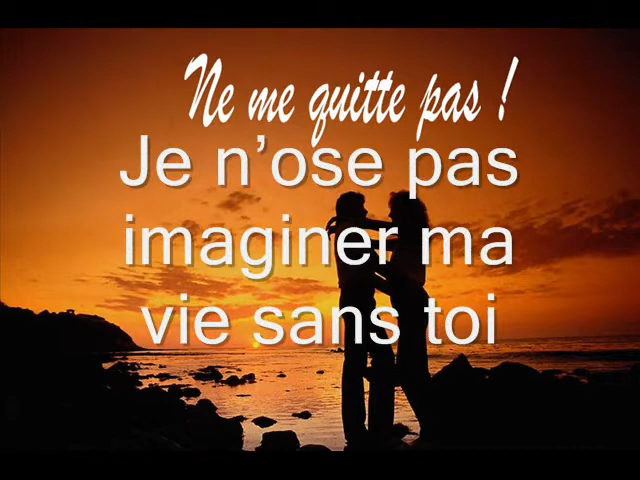 Ne me quitte pas !
Je n’ose pas
imaginer ma
vie sans toi